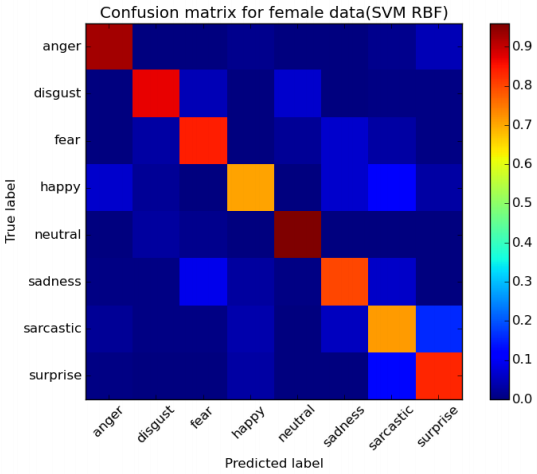 Confusion matrix for female data(SVM RBF)
True label
anger
disgust
fear
happy
neutral
sadness
sarcastic
surprise
anger
disgust
fear
happy
neutral
sadness
sarcastic
surprise
Predicted label
0.9
0.8
0.7
0.6
0.5
0.4
0.3
0.2
0.1
0.0